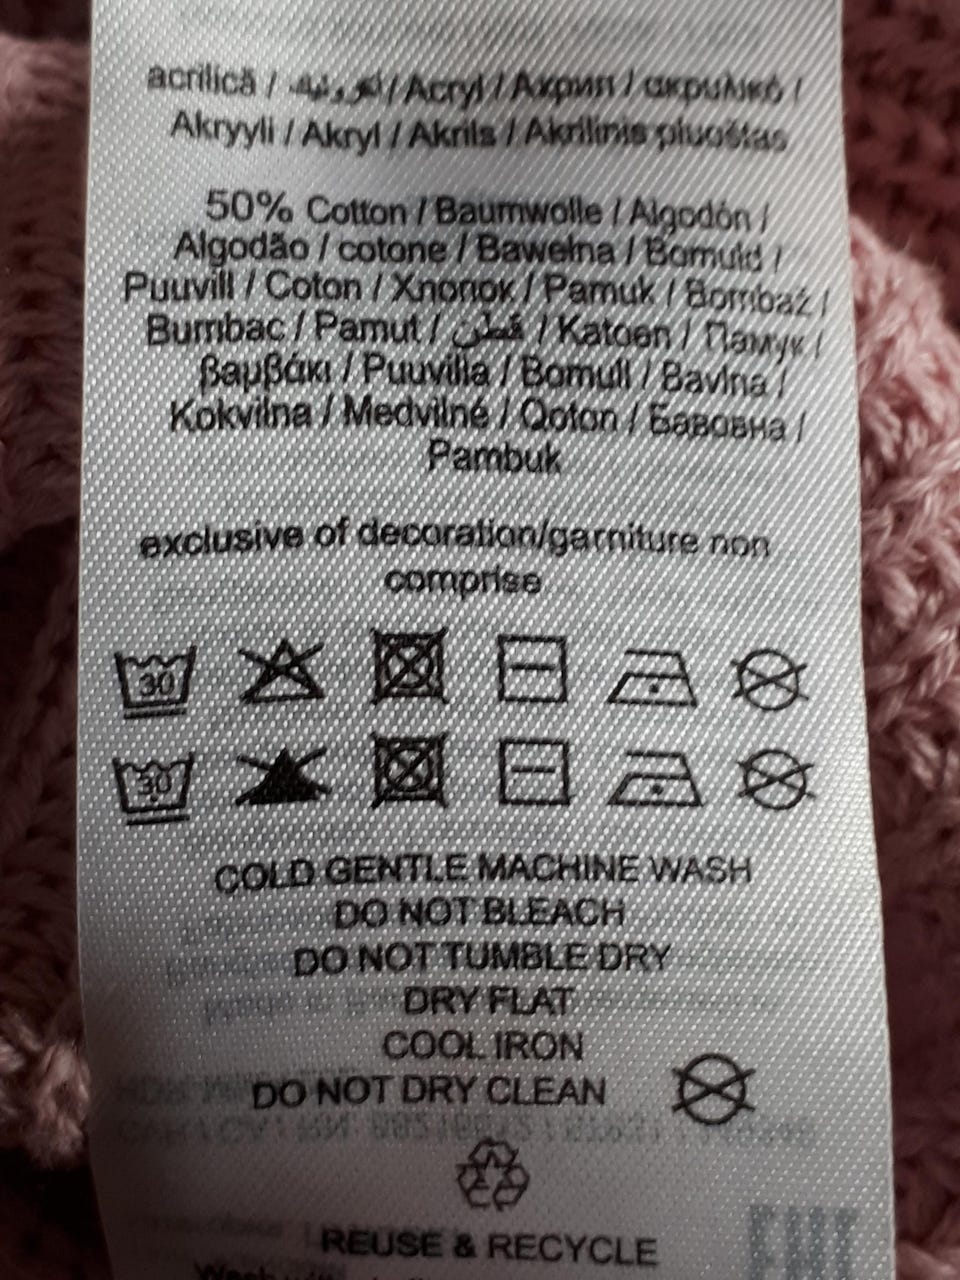 acrilică / / Acryl / Акрил / ακρυλικό /
Akryyli / Akryl / Akrils / Akrilinis pluoštas
50% Cotton / Baumwolle / Algodón /
Algodão / cotone / Bawełna / Bomuld /
Puuvill / Coton / Хлопок / Pamuk / Bombaž /
Bumbac / Pamut / قطن / Katoen / Памук /
βαμβάκι / Puuvilla / Bomull / Bavlna /
Kokvilna / Medvilnė / Qoton / Бавовна /
Pambuk
exclusive of decoration/garniture non
comprise
30
30
COLD GENTLE MACHINE WASH
DO NOT BLEACH
DO NOT TUMBLE DRY
DRY FLAT
COOL IRON
DO NOT DRY CLEAN
REUSE & RECYCLE